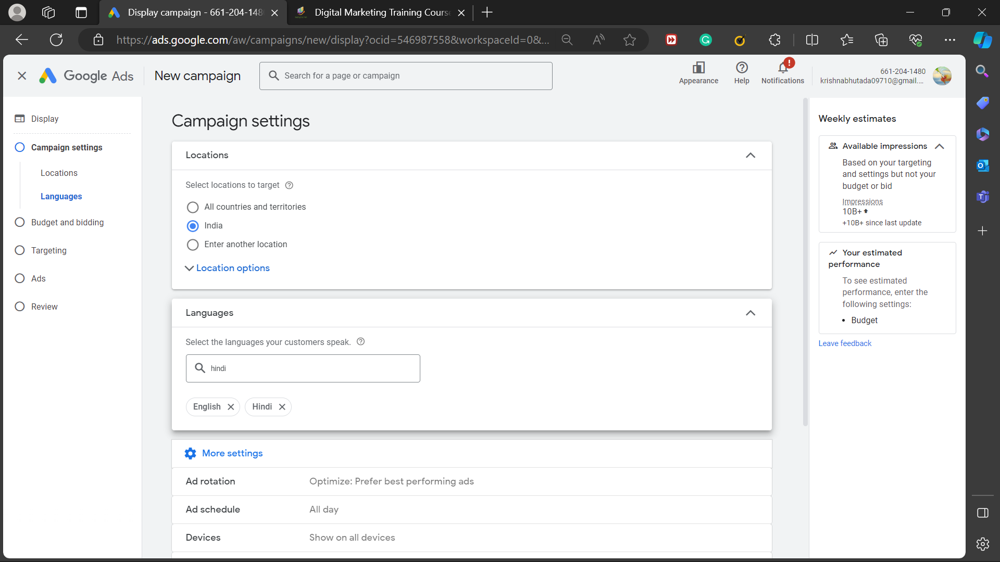 Display campaign - 661-204-148
Digital Marketing Training Cours
https://ads.google.com/aw/campaigns/new/display?ocid=546987558&workspaceId=0&...
Google Ads
New campaign
Search for a page or campaign
Appearance
Help
Notifications
661-204-1480
krishnabhutada09710@gmail....
Display
Campaign settings
Locations
Languages
Budget and bidding
Targeting
Ads
Review
Campaign settings
Locations
Select locations to target
All countries and territories
India
Enter another location
Location options
Languages
Select the languages your customers speak.
hindi
English
Hindi
More settings
Ad rotation
Optimize: Prefer best performing ads
Ad schedule
All day
Devices
Show on all devices
Weekly estimates
Available impressions
Based on your targeting
and settings but not your
budget or bid
Impressions
10B+
+10B+ since last update
Your estimated
performance
To see estimated
performance, enter the
following settings:
• Budget
Leave feedback